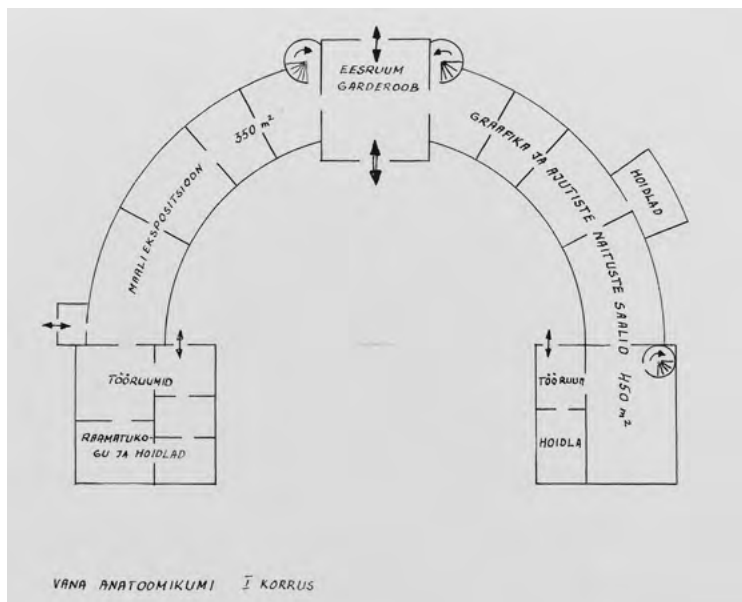 EESRUUM
GARDEROOB
MAALIEKSPOSITSIOON 350 m²
GRAAFIKA JA AJUTISTE NÄITUSTE SAALID 450 m²
HOIDLAD
TÖÖRUUMID
RAAMATUKO-
GU JA HOIDLAD
TÖÖRUUM
HOIDLA
VANA ANATOOMIKUMI I KORRUS